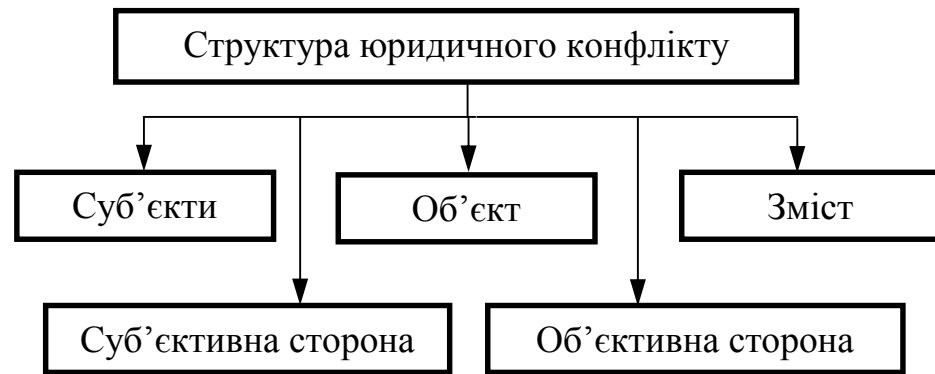 Структура юридичного конфлікту
Суб’єкти
Об’єкт
Зміст
Суб’єктивна сторона
Об’єктивна сторона